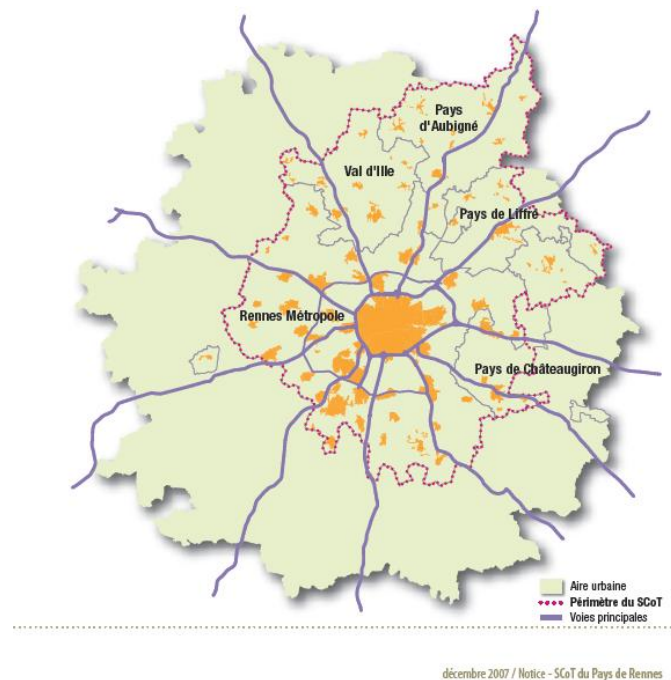 Pays
d'Aubigné
Val d'Ille
Pays de Liffré
Rennes Métropole
Pays de Châteaugiron
Aire urbaine
Périmètre du SCoT
Voies principales
décembre 2007 / Notice - SCoT du Pays de Rennes